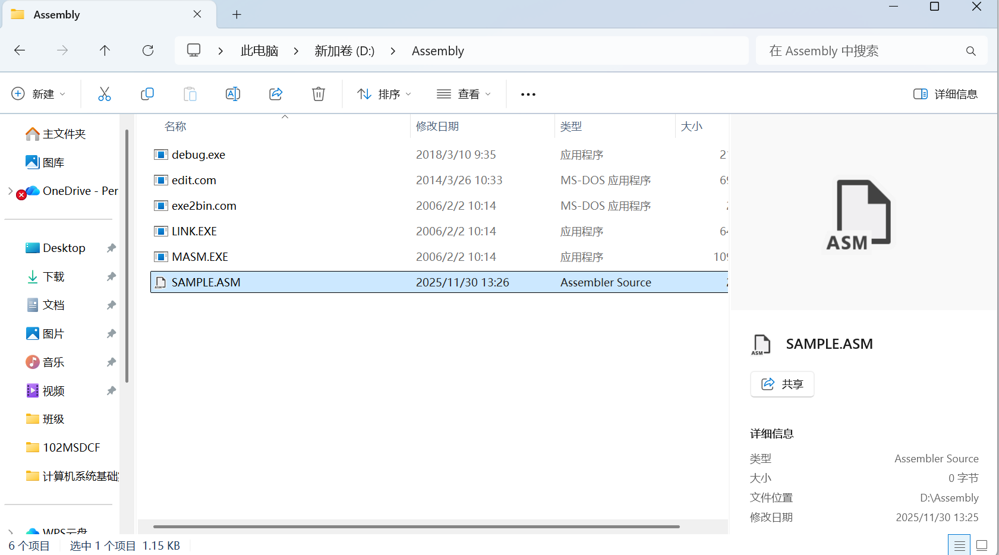 Assembly
此电脑 新加卷 (D:) Assembly
在 Assembly 中搜索
新建 排序 查看 详细信息
主文件夹
图库
OneDrive - Per
Desktop
下载
文档
图片
音乐
视频
班级
102MSDCF
计算机系统基础
WPS云盘
名称 修改日期 类型 大小
debug.exe 2018/3/10 9:35 应用程序
edit.com 2014/3/26 10:33 MS-DOS 应用程序
exe2bin.com 2006/2/2 10:14 MS-DOS 应用程序
LINK.EXE 2006/2/2 10:14 应用程序
MASM.EXE 2006/2/2 10:14 应用程序
SAMPLE.ASM 2025/11/30 13:26 Assembler Source
ASM
SAMPLE.ASM
共享
详细信息
类型 Assembler Source
大小 0 字节
文件位置 D:\Assembly
修改日期 2025/11/30 13:25
6 个项目 选中 1 个项目 1.15 KB